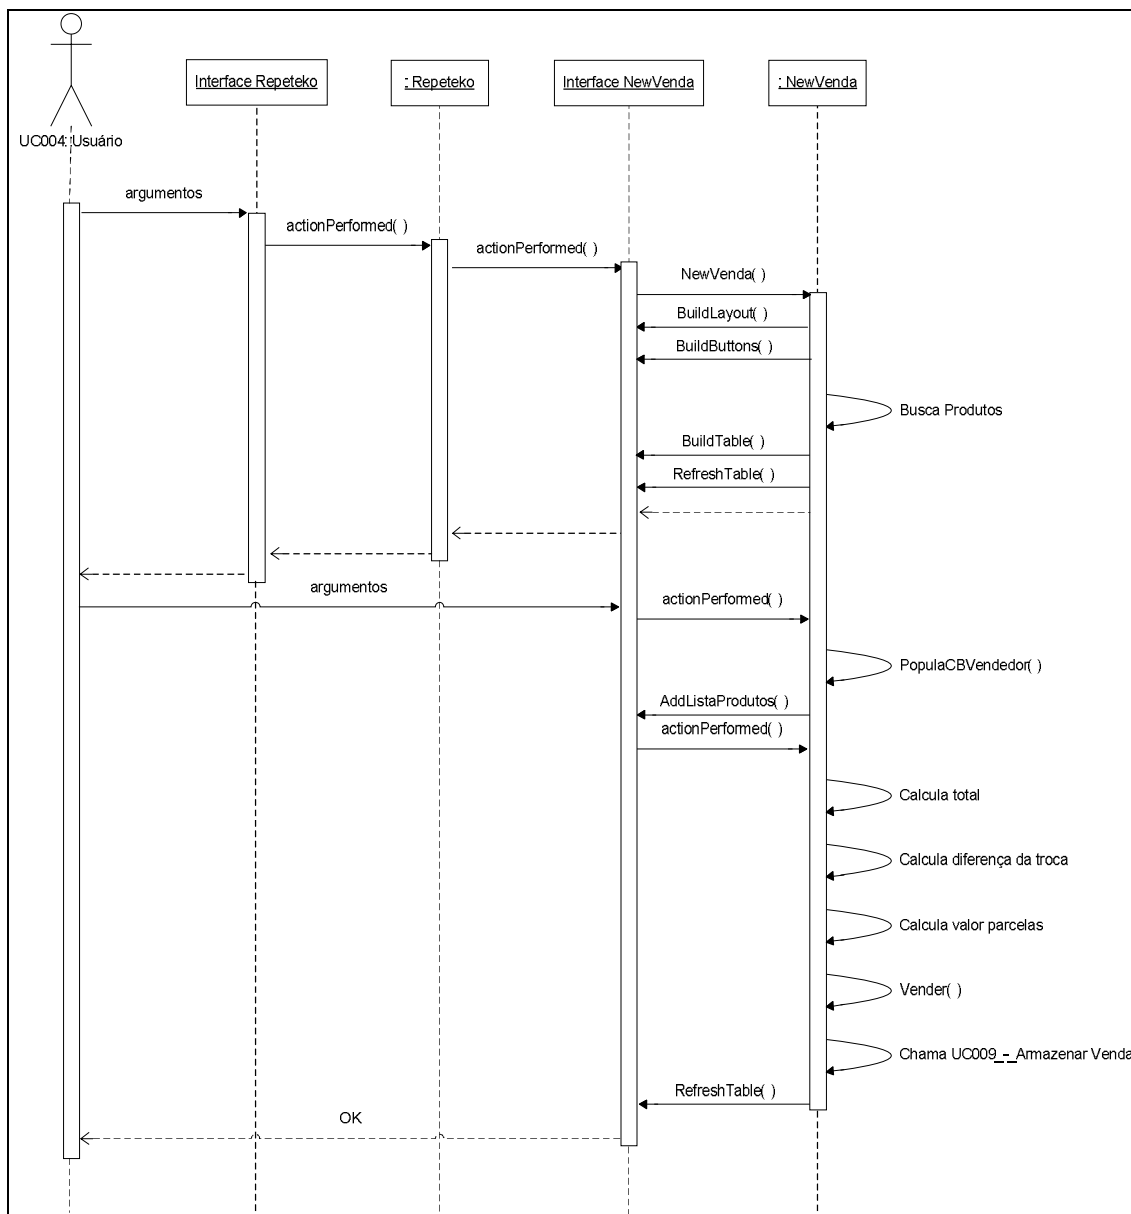 Interface Repeteko
: Repeteko
Interface NewVenda
: NewVenda
UC004: Usuário
argumentos
actionPerformed( )
actionPerformed( )
NewVenda( )
BuildLayout( )
BuildButtons( )
Busca Produtos
BuildTable( )
RefreshTable( )
argumentos
actionPerformed( )
PopulaCBVendedor( )
AddListaProdutos( )
actionPerformed( )
Calcula total
Calcula diferença da troca
Calcula valor parcelas
Vender( )
Chama UC009_-_Armazenar Venda
RefreshTable( )
OK